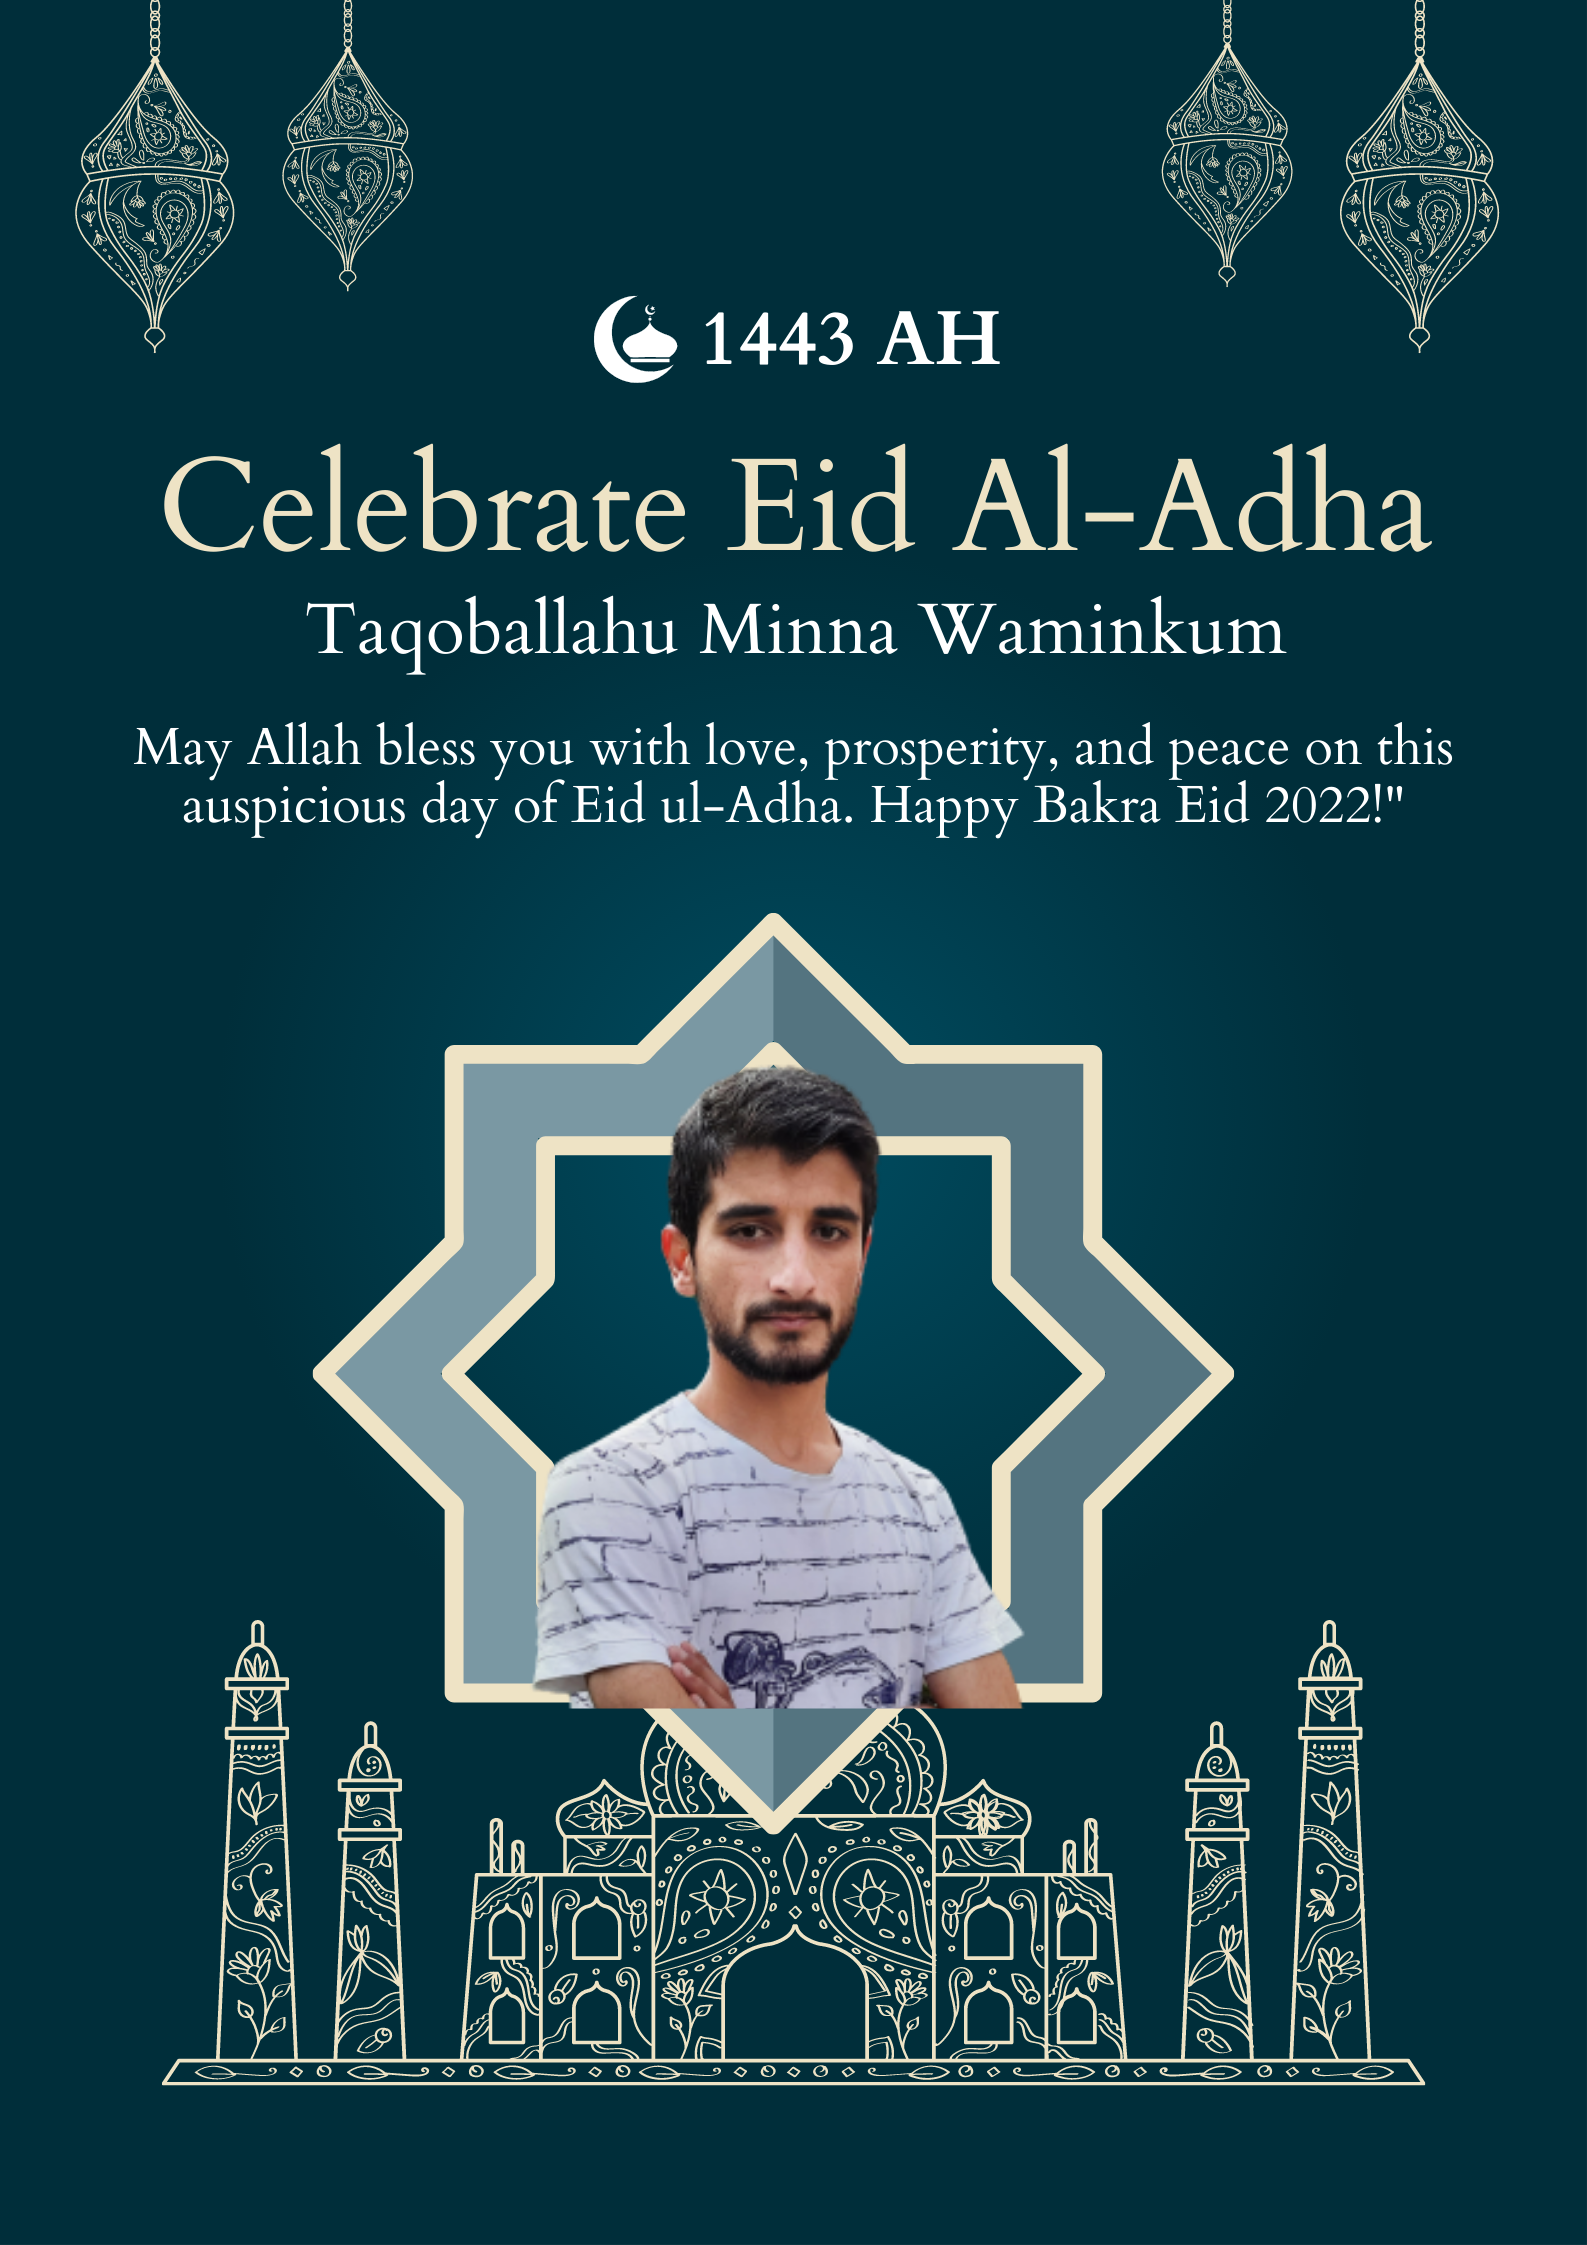 1443 AH
Celebrate Eid Al-Adha
Taqoballahu Minna Waminkum
May Allah bless you with love, prosperity, and peace on this
auspicious day of Eid ul-Adha. Happy Bakra Eid 2022!"